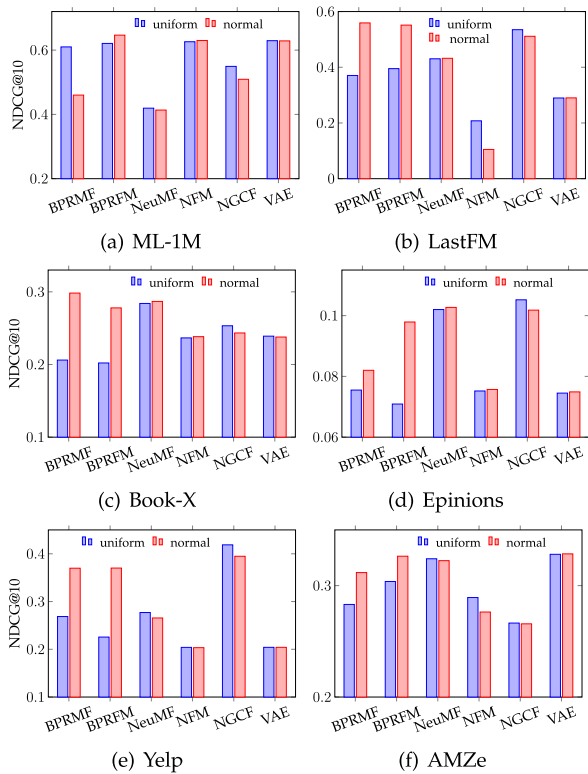 NDCG@10
uniform normal
0.6
0.4
0.2
BPRMF BPRFM NeuMF NFM NGCF VAE
(a) ML-1M
uniform
normal
0.6
0.4
0.2
0
BPRMF BPRFM NeuMF NFM NGCF VAE
(b) LastFM
NDCG@10
uniform normal
0.3
0.2
0.1
BPRMF BPRFM NeuMF NFM NGCF VAE
(c) Book-X
uniform normal
0.1
0.08
0.06
BPRMF BPRFM NeuMF NFM NGCF VAE
(d) Epinions
NDCG@10
uniform normal
0.4
0.3
0.2
0.1
BPRMF BPRFM NeuMF NFM NGCF VAE
(e) Yelp
uniform normal
0.3
0.2
BPRMF BPRFM NeuMF NFM NGCF VAE
(f) AMZe